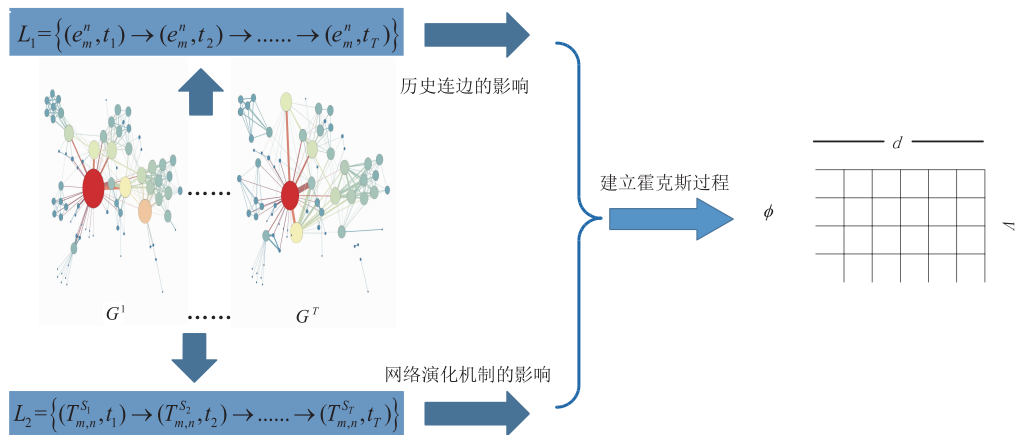 L₁={(eₘⁿ,t₁)→(eₘⁿ,t₂)→......→(eₘⁿ,t_T)}
历史连边的影响
d
建立霍克斯过程
ϕ
V
......
G¹ ...... Gᵀ
网络演化机制的影响
L₂={(T_{m,n}^{S₁},t₁)→(T_{m,n}^{S₂},t₂)→......→(T_{m,n}^{S_T},t_T)}